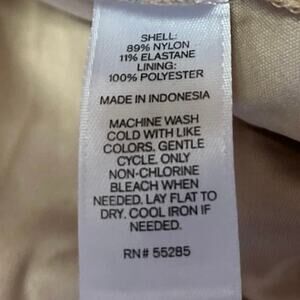 SHELL:
89% NYLON
11% ELASTANE
LINING:
100% POLYESTER
MADE IN INDONESIA
MACHINE WASH
COLD WITH LIKE
COLORS. GENTLE
CYCLE. ONLY
NON-CHLORINE
BLEACH WHEN
NEEDED. LAY FLAT TO
DRY. COOL IRON IF
NEEDED.
RN# 55285